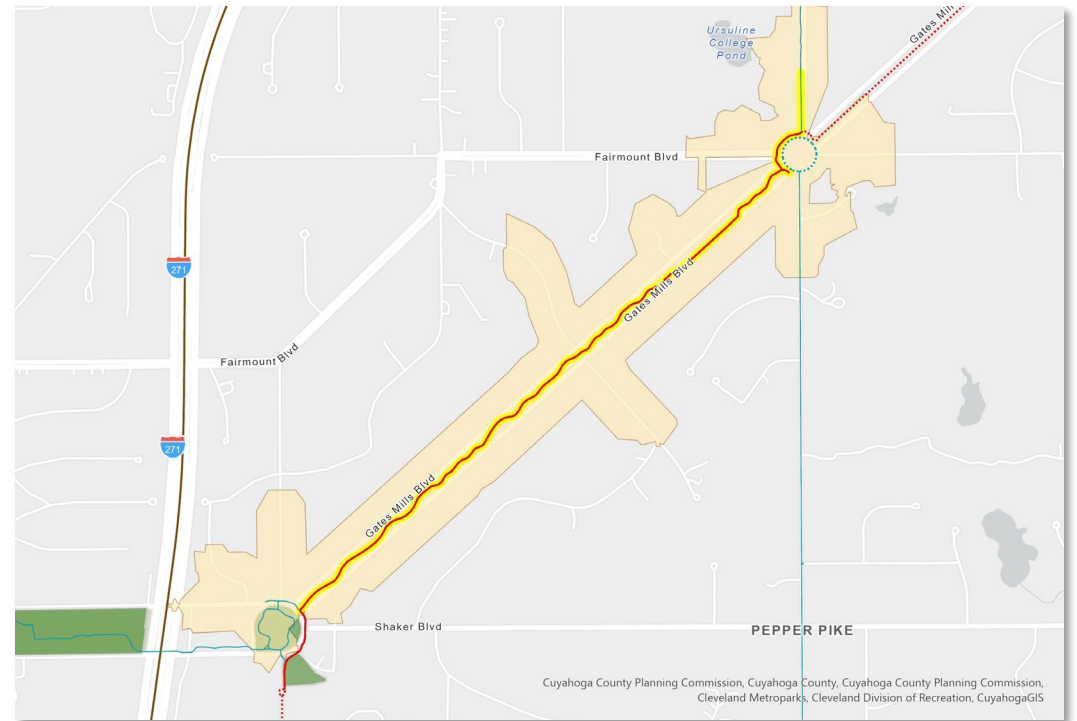 Ursuline
College
Pond
Gates Mil
Fairmount Blvd
271
Gates Mills Blvd
Fairmount Blvd
271
Gates Mills Blvd
Shaker Blvd
PEPPER PIKE
Cuyahoga County Planning Commission, Cuyahoga County, Cuyahoga County Planning Commission,
Cleveland Metroparks, Cleveland Division of Recreation, CuyahogaGIS